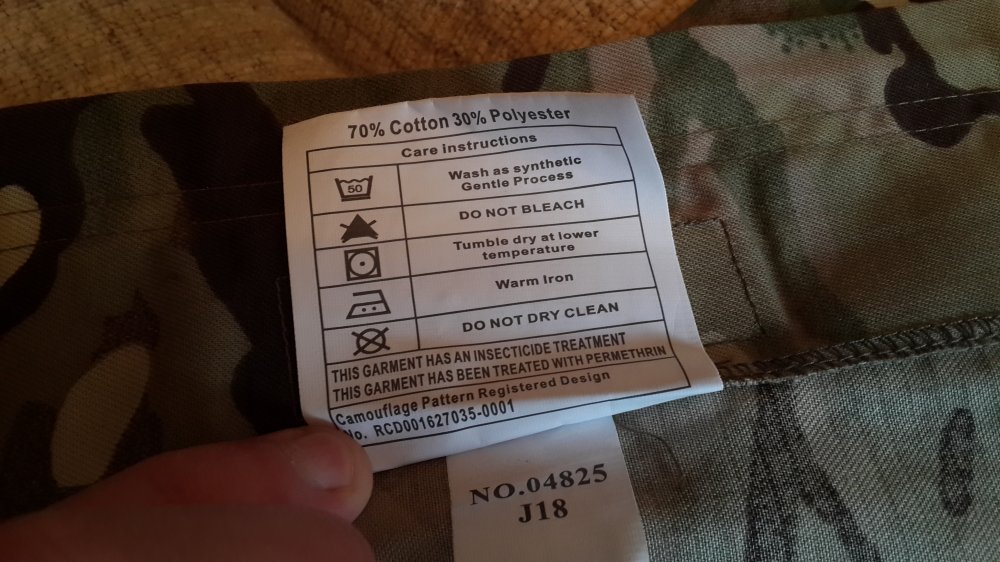 70% Cotton 30% Polyester
Care instructions
50
Wash as synthetic
Gentle Process
DO NOT BLEACH
Tumble dry at lower
temperature
Warm Iron
DO NOT DRY CLEAN
THIS GARMENT HAS AN INSECTICIDE TREATMENT
THIS GARMENT HAS BEEN TREATED WITH PERMETHRIN
Camouflage Pattern Registered Design
No. RCD001627035-0001
NO.04825
J18